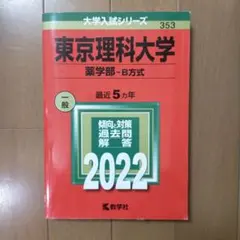 大学入試シリーズ
353
東京理科大学
薬学部-B方式
最近5カ年
一般
傾向と対策
過去問
解答
2022
教学社